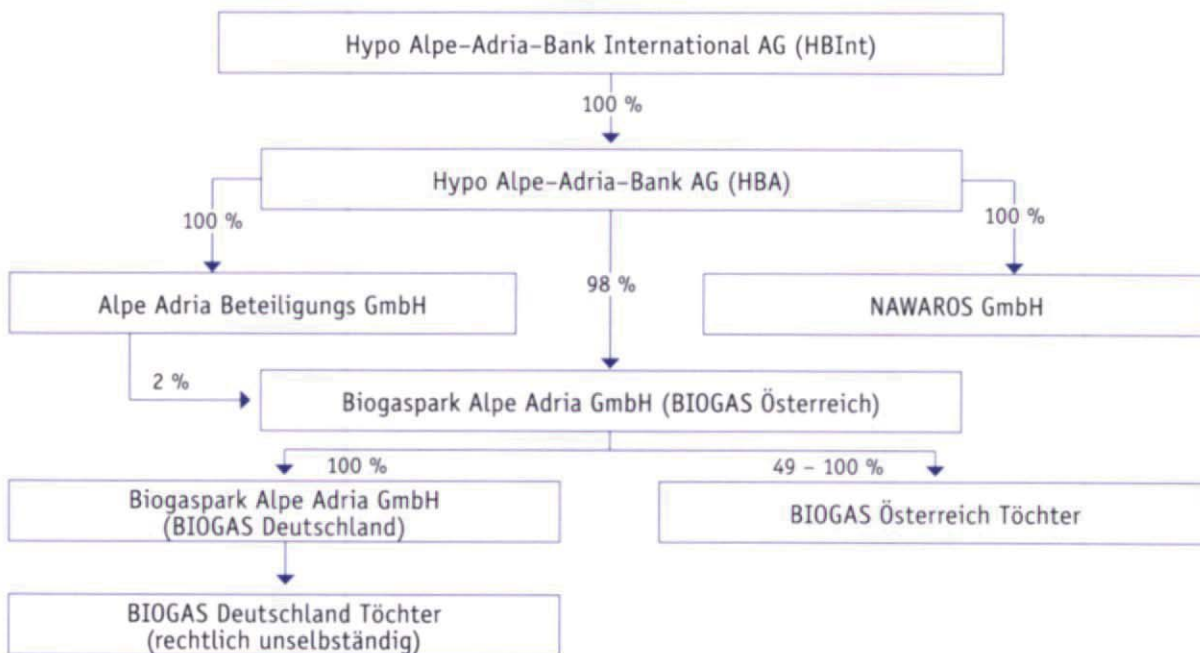 Hypo Alpe-Adria-Bank International AG (HBInt)
100 %
Hypo Alpe-Adria-Bank AG (HBA)
100 %
100 %
98 %
Alpe Adria Beteiligungs GmbH
NAWAROS GmbH
2 %
Biogaspark Alpe Adria GmbH (BIOGAS Österreich)
100 %
49 – 100 %
Biogaspark Alpe Adria GmbH
(BIOGAS Deutschland)
BIOGAS Österreich Töchter
BIOGAS Deutschland Töchter
(rechtlich unselbständig)